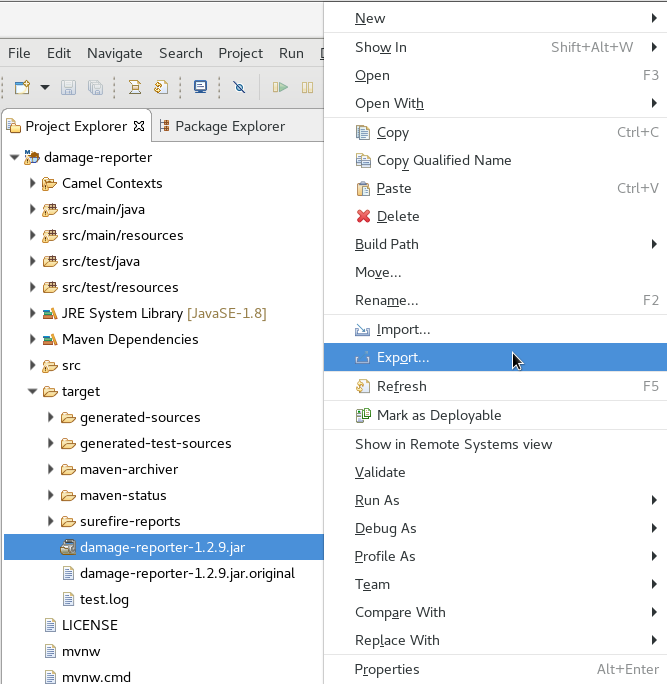 File Edit Navigate Search Project Run
Project Explorer Package Explorer
damage-reporter
Camel Contexts
src/main/java
src/main/resources
src/test/java
src/test/resources
JRE System Library [JavaSE-1.8]
Maven Dependencies
src
target
generated-sources
generated-test-sources
maven-archiver
maven-status
surefire-reports
damage-reporter-1.2.9.jar
damage-reporter-1.2.9.jar.original
test.log
LICENSE
mvnw
mvnw.cmd
New
Show In Shift+Alt+W
Open F3
Open With
Copy Ctrl+C
Copy Qualified Name
Paste Ctrl+V
Delete
Build Path
Move...
Rename... F2
Import...
Export...
Refresh F5
Mark as Deployable
Show in Remote Systems view
Validate
Run As
Debug As
Profile As
Team
Compare With
Replace With
Properties Alt+Enter